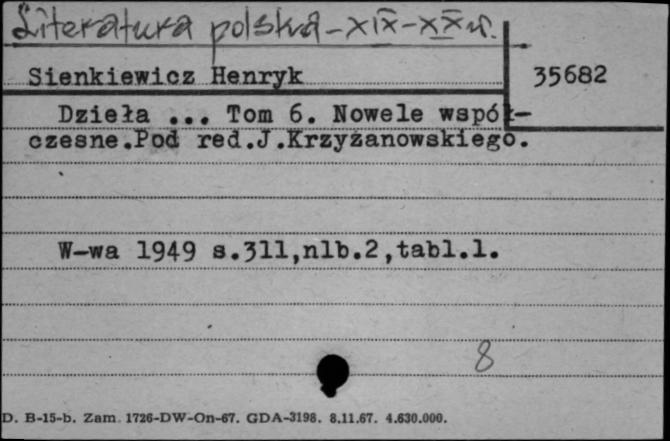 Literatura polska-XIX-XX w.
Sienkiewicz Henryk
35682
Dzieła ... Tom 6. Nowele współ-
czesne.Pod red.J.Krzyżanowskiego.
W-wa 1949 s.311,nlb.2,tabl.1.
8
D. B-15-b. Zam. 1726-DW-On-67. GDA-3198. 8.11.67. 4.630.000.